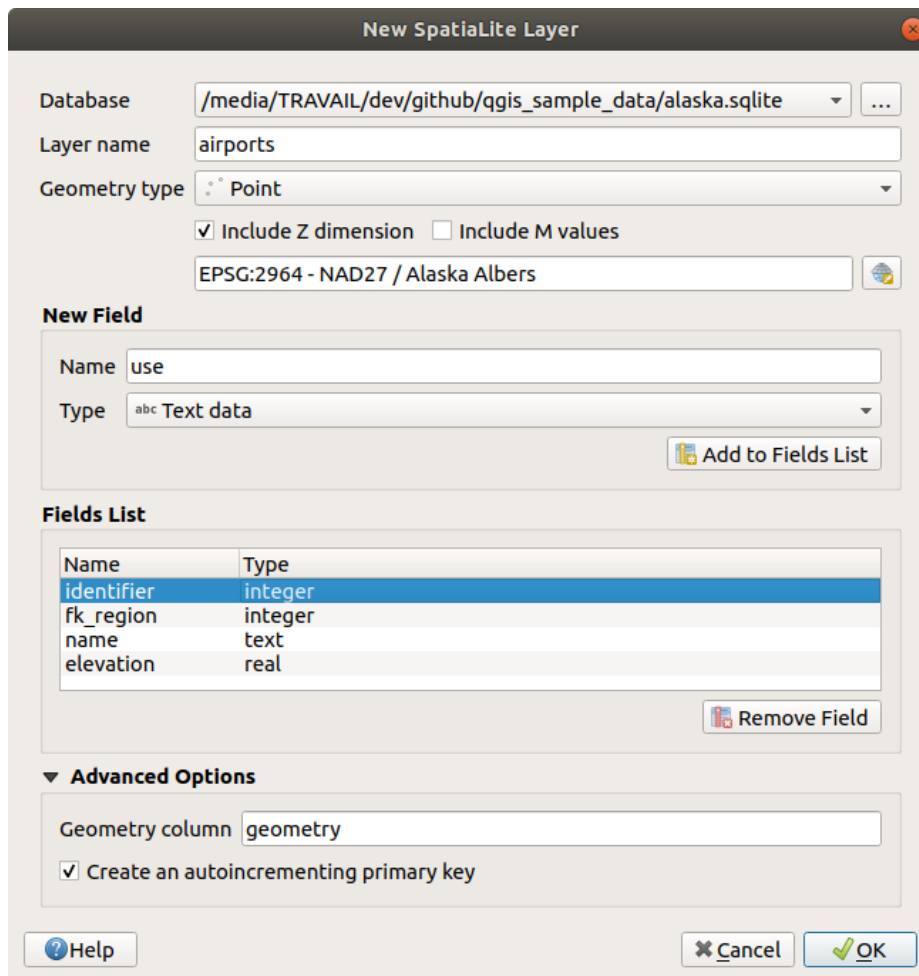 New SpatiaLite Layer
Database /media/TRAVAIL/dev/github/qgis_sample_data/alaska.sqlite ...
Layer name airports
Geometry type Point
Include Z dimension Include M values
EPSG:2964 - NAD27 / Alaska Albers
New Field
Name use
Type abc Text data
Add to Fields List
Fields List
Name Type
identifier integer
fk_region integer
name text
elevation real
Remove Field
Advanced Options
Geometry column geometry
Create an autoincrementing primary key
Help Cancel OK